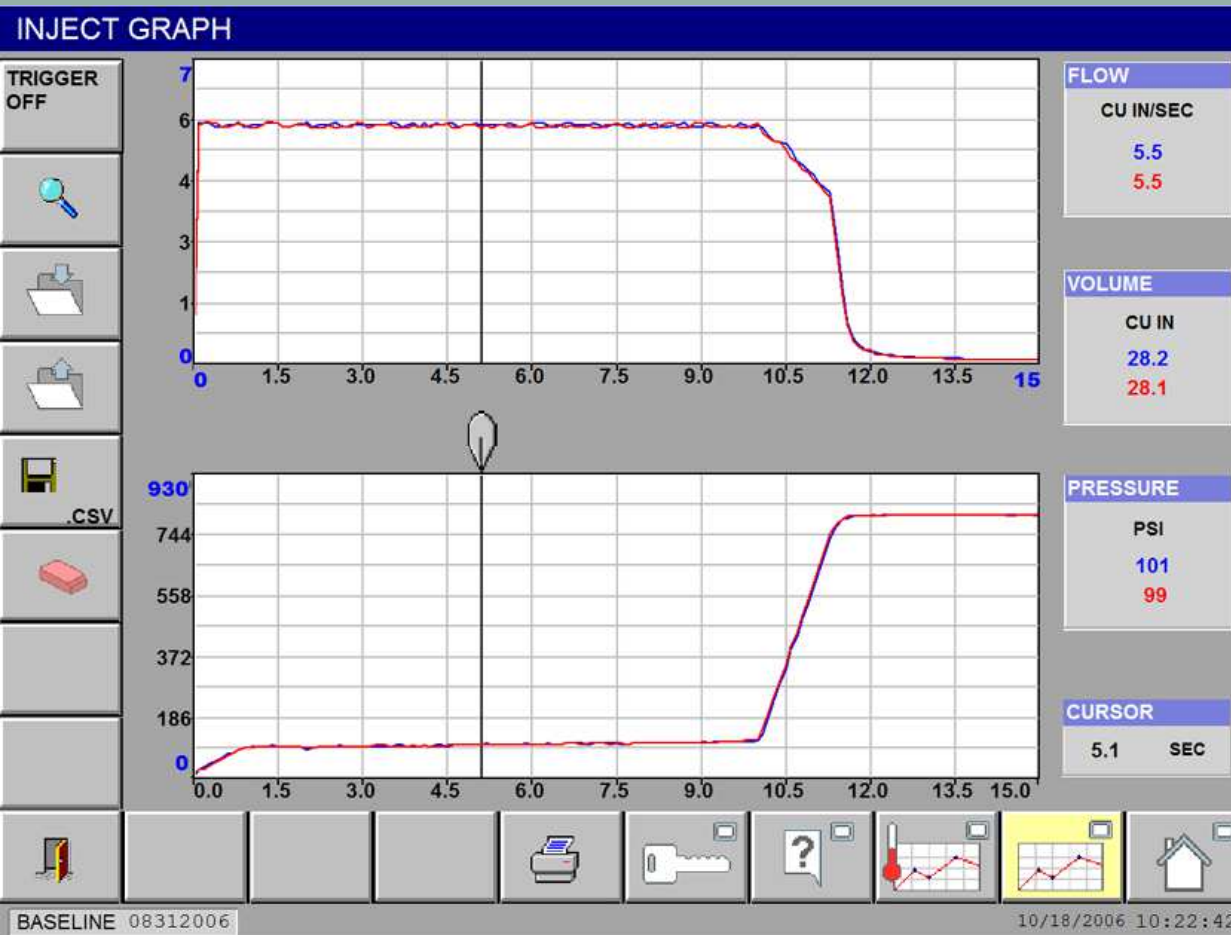 INJECT GRAPH
TRIGGER
OFF
.CSV
7
6
4
3
1
0
0 1.5 3.0 4.5 6.0 7.5 9.0 10.5 12.0 13.5 15
930
744
558
372
186
0
0.0 1.5 3.0 4.5 6.0 7.5 9.0 10.5 12.0 13.5 15.0
FLOW
CU IN/SEC
5.5
5.5
VOLUME
CU IN
28.2
28.1
PRESSURE
PSI
101
99
CURSOR
5.1 SEC
?
BASELINE 08312006
10/18/2006 10:22:42